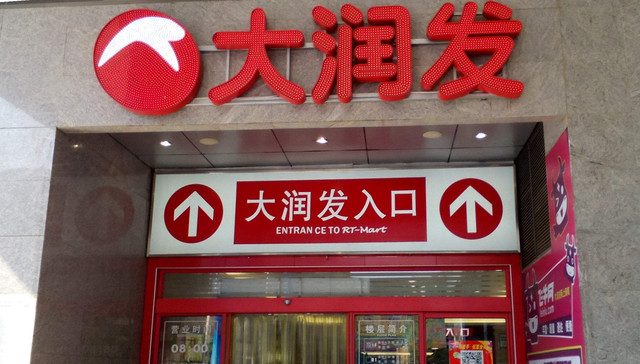 大润发
大润发入口
ENTRAN CE TO RT-Mart
营业时
08:00
楼层简介
入口